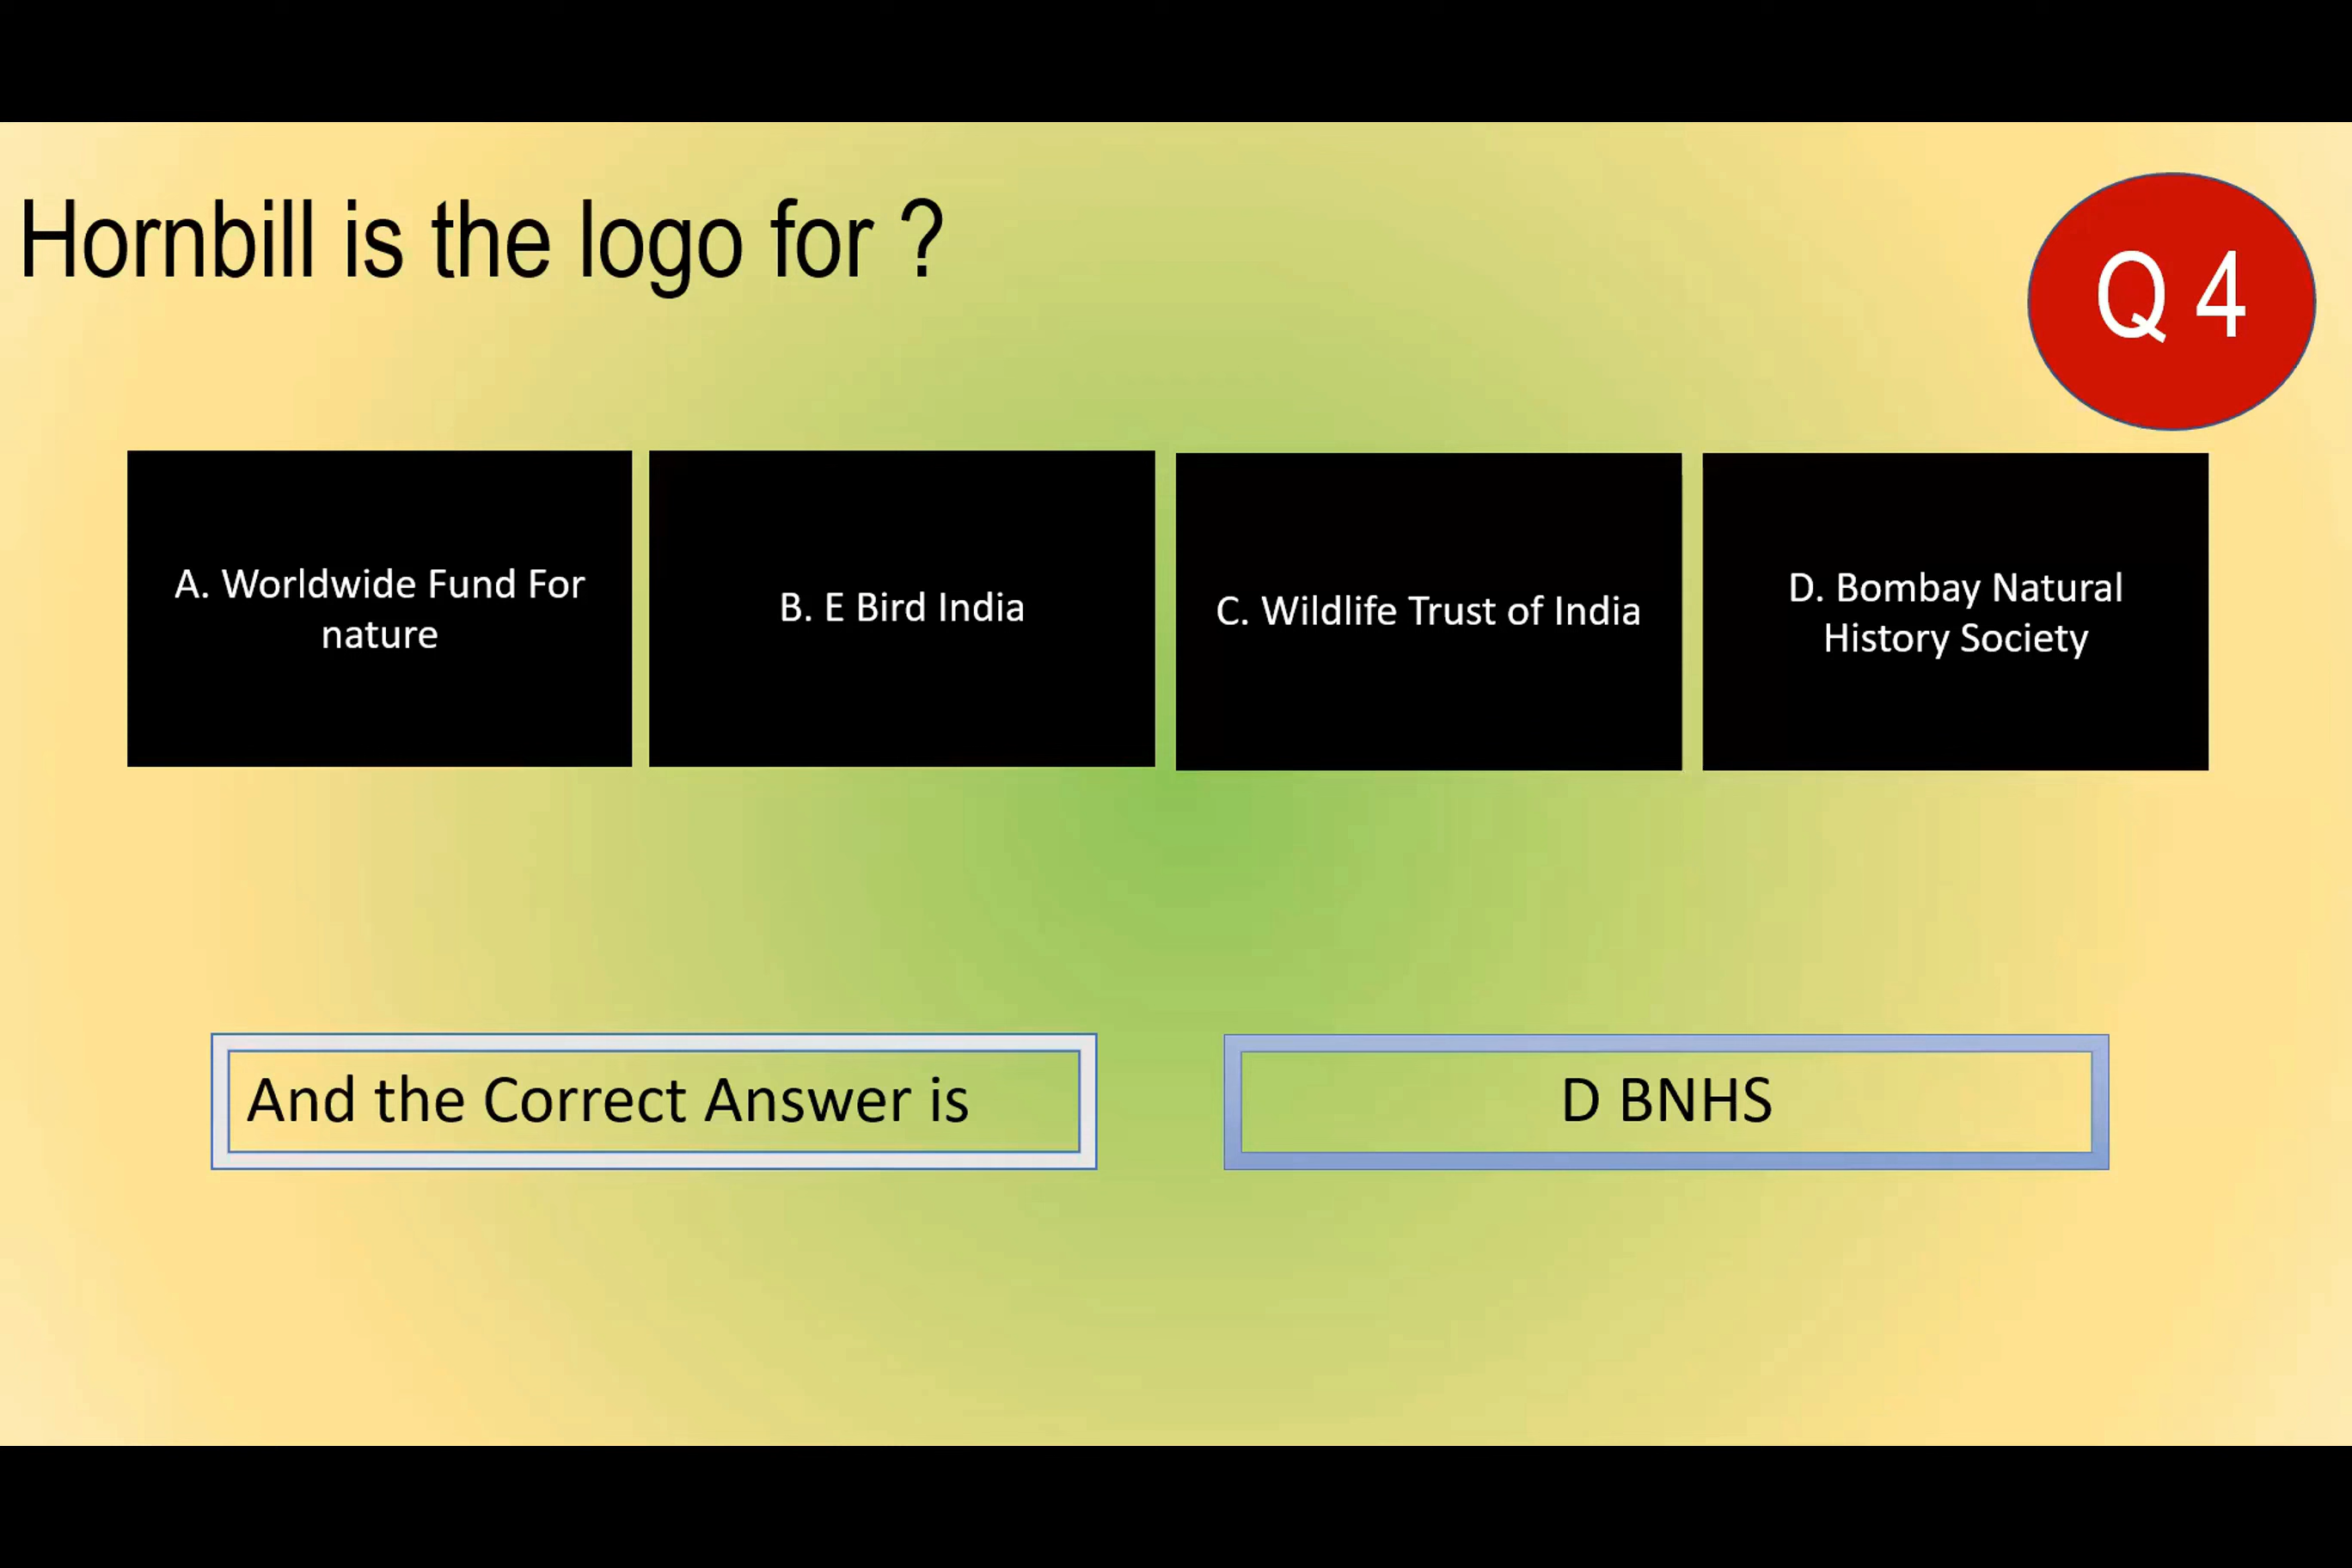 Hornbill is the logo for ?
Q 4
A. Worldwide Fund For
nature
B. E Bird India
C. Wildlife Trust of India
D. Bombay Natural
History Society
And the Correct Answer is
D BNHS